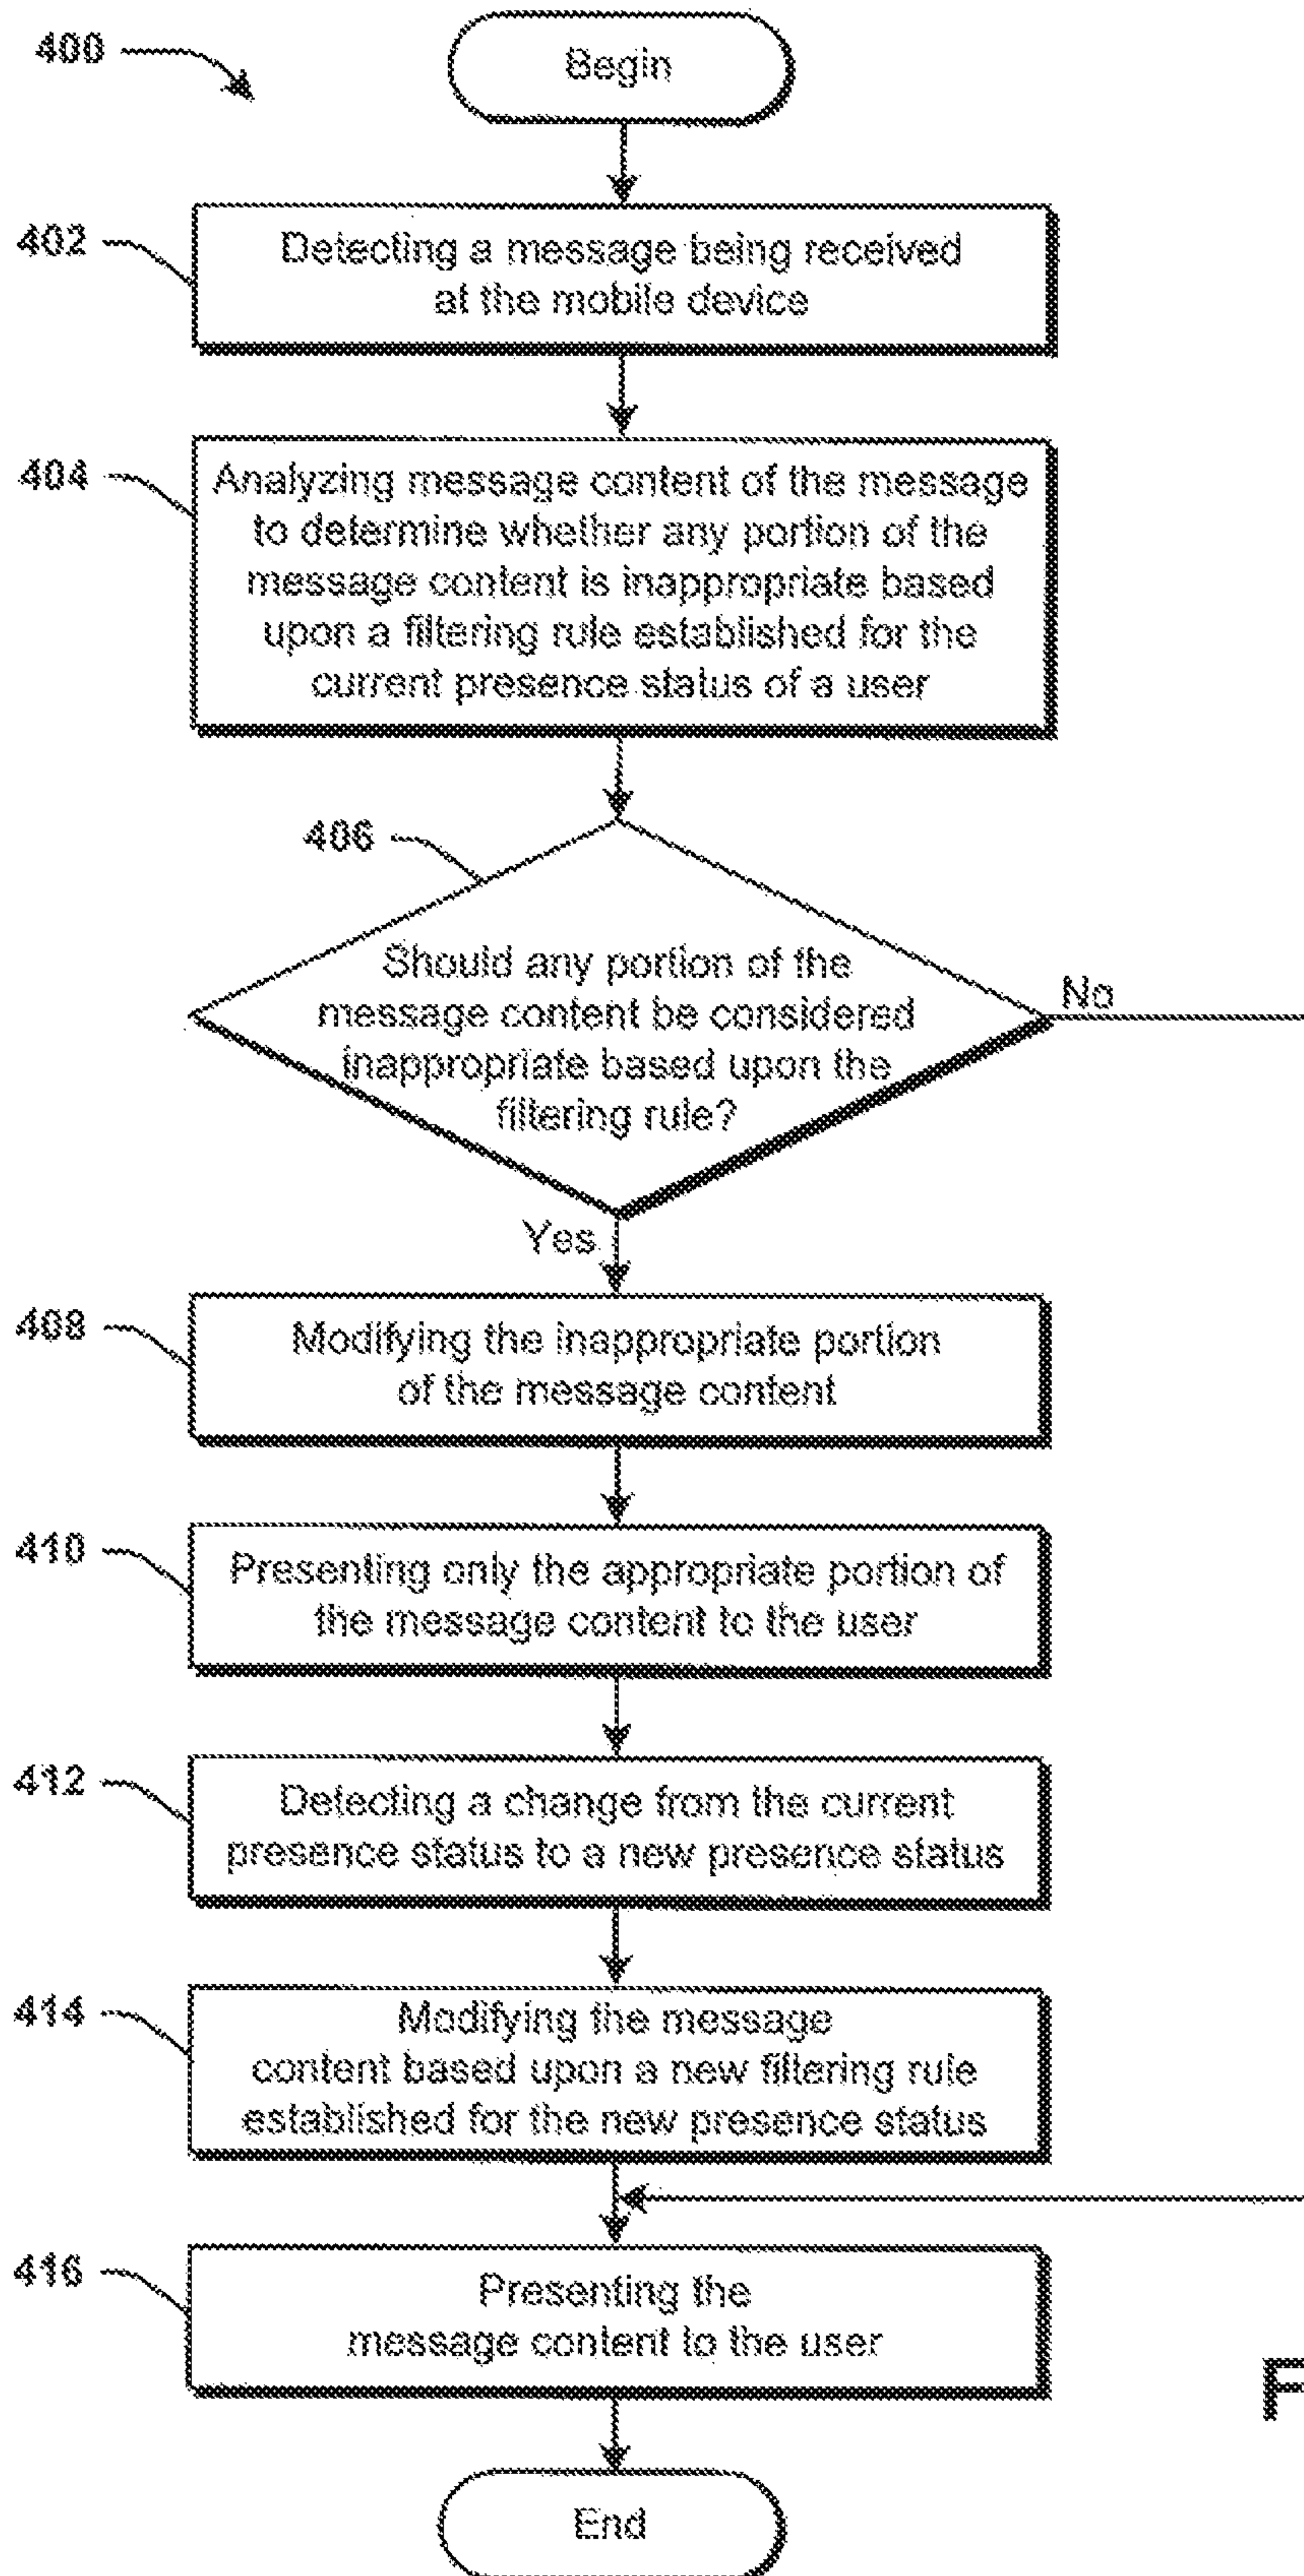 400
Begin
402
Detecting a message being received
at the mobile device
404
Analyzing message content of the message
to determine whether any portion of the
message content is inappropriate based
upon a filtering rule established for the
current presence status of a user
406
Should any portion of the
message content be considered
inappropriate based upon the
filtering rule?
No
Yes
408
Modifying the inappropriate portion
of the message content
410
Presenting only the appropriate portion of
the message content to the user
412
Detecting a change from the current
presence status to a new presence status
414
Modifying the message
content based upon a new filtering rule
established for the new presence status
416
Presenting the
message content to the user
F
End